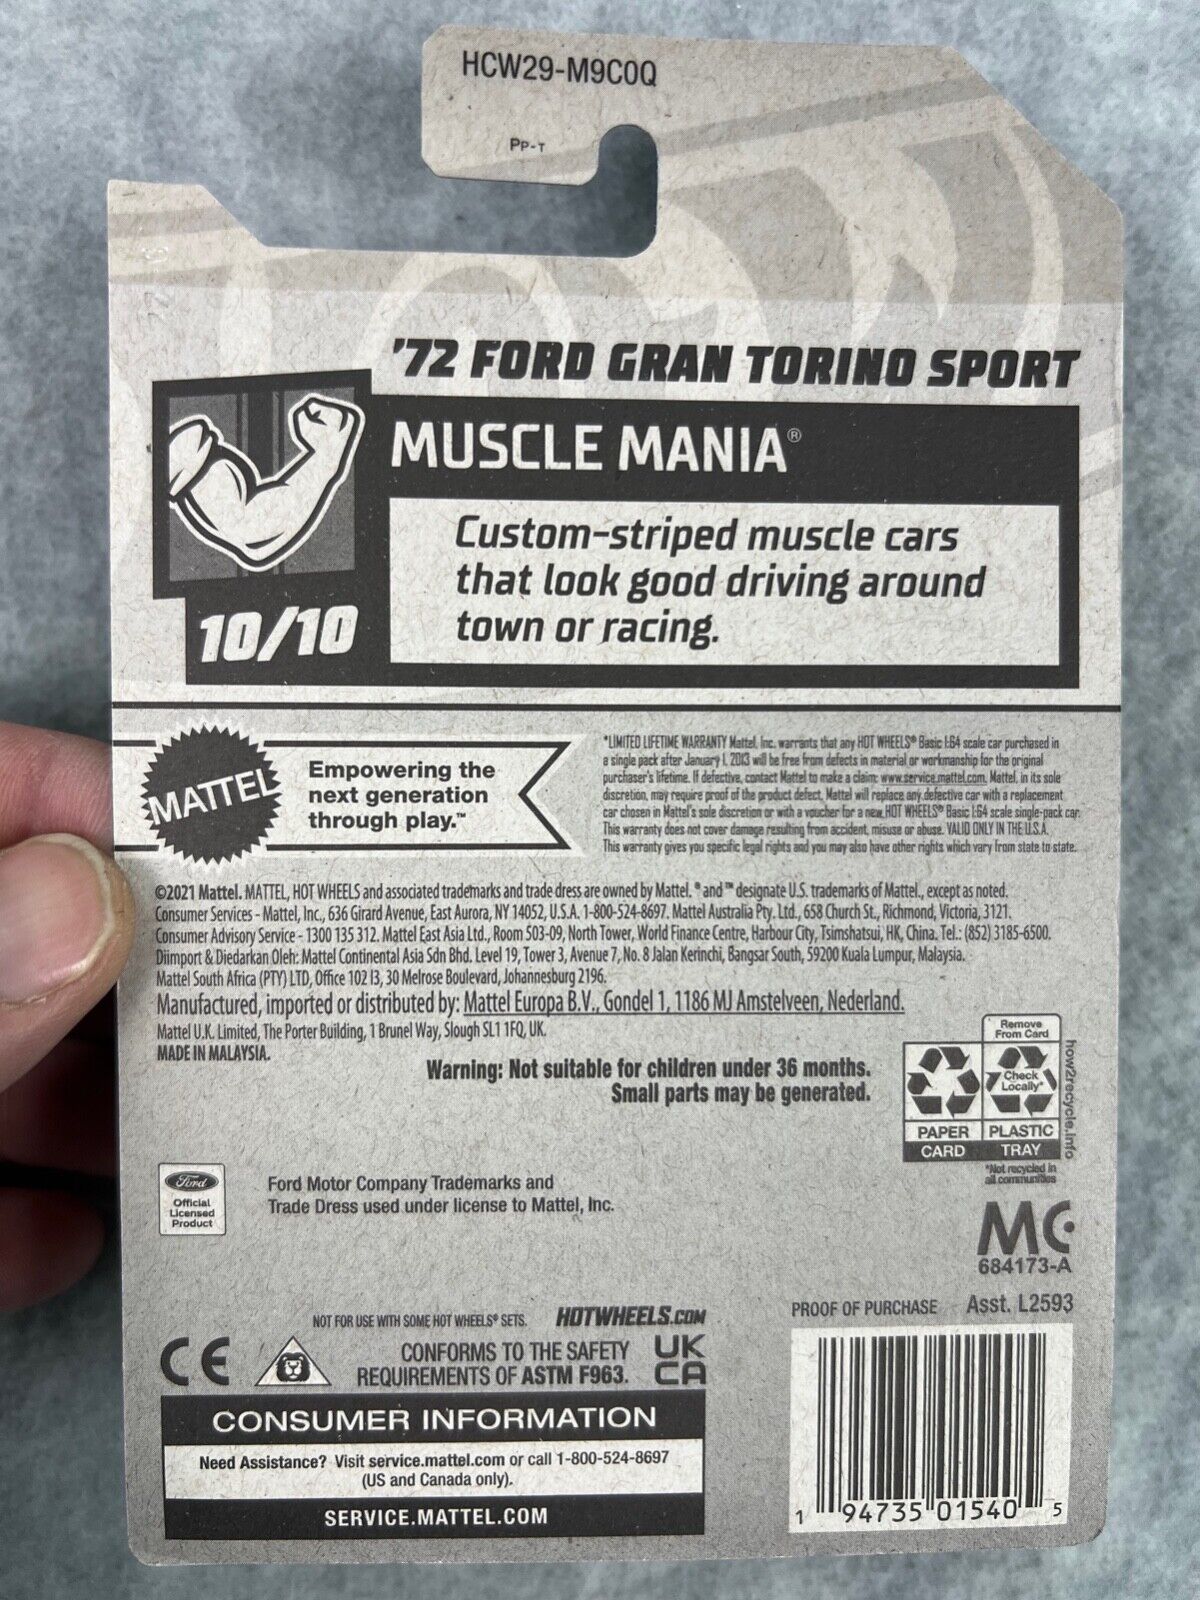 HCW29-M9C0Q
PP-T
'72 FORD GRAN TORINO SPORT
MUSCLE MANIA®
Custom-striped muscle cars
that look good driving around
town or racing.
10/10
MATTEL
Empowering the
next generation
through play.™
*LIMITED LIFETIME WARRANTY Mattel, Inc. warrants that any HOT WHEELS® Basic 1:64 scale car purchased in
a single pack after January 1, 2013 will be free from defects in material or workmanship for the original
purchaser's lifetime. If defective, contact Mattel to make a claim: www.service.mattel.com. Mattel, in its sole
discretion, may require proof of the product defect. Mattel will replace any defective car with a replacement
car chosen in Mattel's sole discretion or with a voucher for a new HOT WHEELS® Basic 1:64 scale single-pack car.
This warranty does not cover damage resulting from accident, misuse or abuse. VALID ONLY IN THE U.S.A.
This warranty gives you specific legal rights and you may also have other rights which vary from state to state.
©2021 Mattel. MATTEL, HOT WHEELS and associated trademarks and trade dress are owned by Mattel. ® and ™ designate U.S. trademarks of Mattel, except as noted.
Consumer Services - Mattel, Inc., 636 Girard Avenue, East Aurora, NY 14052, U.S.A. 1-800-524-8697. Mattel Australia Pty. Ltd., 658 Church St., Richmond, Victoria, 3121.
Consumer Advisory Service - 1300 135 312. Mattel East Asia Ltd., Room 503-09, North Tower, World Finance Centre, Harbour City, Tsimshatsui, HK, China. Tel.: (852) 3185-6500.
Diimport & Diedarkan Oleh: Mattel Continental Asia Sdn Bhd. Level 19, Tower 3, Avenue 7, No. 8 Jalan Kerinchi, Bangsar South, 59200 Kuala Lumpur, Malaysia.
Mattel South Africa (PTY) LTD, Office 102 I3, 30 Melrose Boulevard, Johannesburg 2196.
Manufactured, imported or distributed by: Mattel Europa B.V., Gondel 1, 1186 MJ Amstelveen, Nederland.
Mattel U.K. Limited, The Porter Building, 1 Brunel Way, Slough SL1 1FQ, UK.
MADE IN MALAYSIA.
Warning: Not suitable for children under 36 months.
Small parts may be generated.
Remove
From Card
Check
Locally*
PAPER
PLASTIC
CARD
TRAY
how2recycle.info
*Not recycled in
all communities
Ford
Official
Licensed
Product
Ford Motor Company Trademarks and
Trade Dress used under license to Mattel, Inc.
MC
684173-A
PROOF OF PURCHASE Asst. L2593
NOT FOR USE WITH SOME HOT WHEELS® SETS. HOTWHEELS.COM
CE
CONFORMS TO THE SAFETY
REQUIREMENTS OF ASTM F963.
UK
CA
CONSUMER INFORMATION
Need Assistance? Visit service.mattel.com or call 1-800-524-8697
(US and Canada only).
SERVICE.MATTEL.COM
1 94735 01540 5